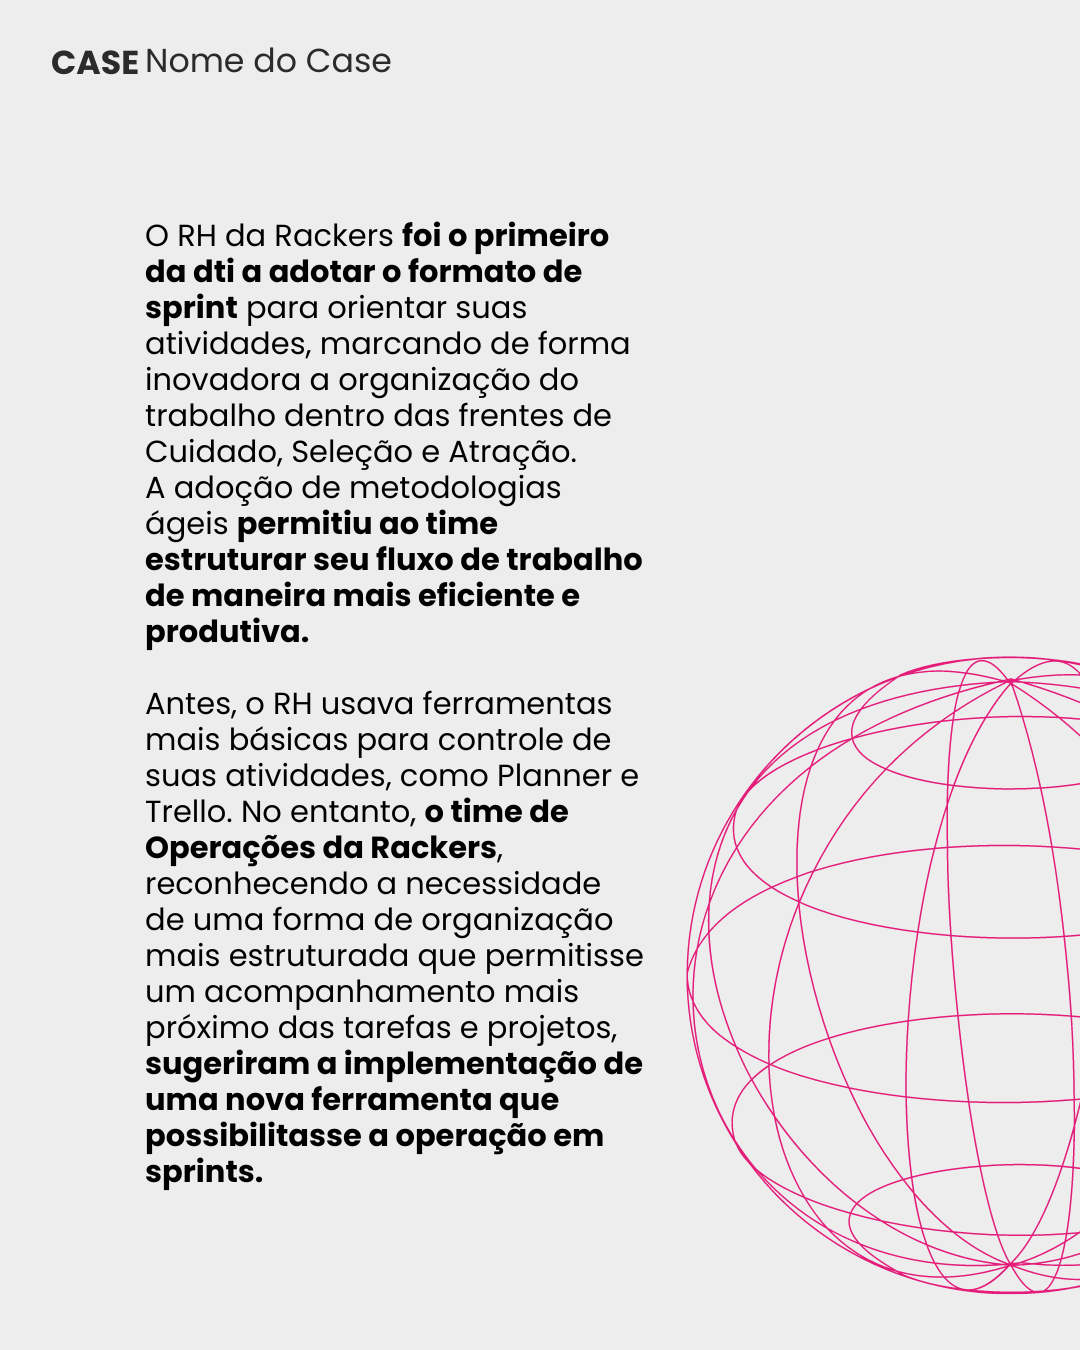 CASE Nome do Case
O RH da Rackers foi o primeiro
da dti a adotar o formato de
sprint para orientar suas
atividades, marcando de forma
inovadora a organização do
trabalho dentro das frentes de
Cuidado, Seleção e Atração.
A adoção de metodologias
ágeis permitiu ao time
estruturar seu fluxo de trabalho
de maneira mais eficiente e
produtiva.
Antes, o RH usava ferramentas
mais básicas para controle de
suas atividades, como Planner e
Trello. No entanto, o time de
Operações da Rackers,
reconhecendo a necessidade
de uma forma de organização
mais estruturada que permitisse
um acompanhamento mais
próximo das tarefas e projetos,
sugeriram a implementação de
uma nova ferramenta que
possibilitasse a operação em
sprints.